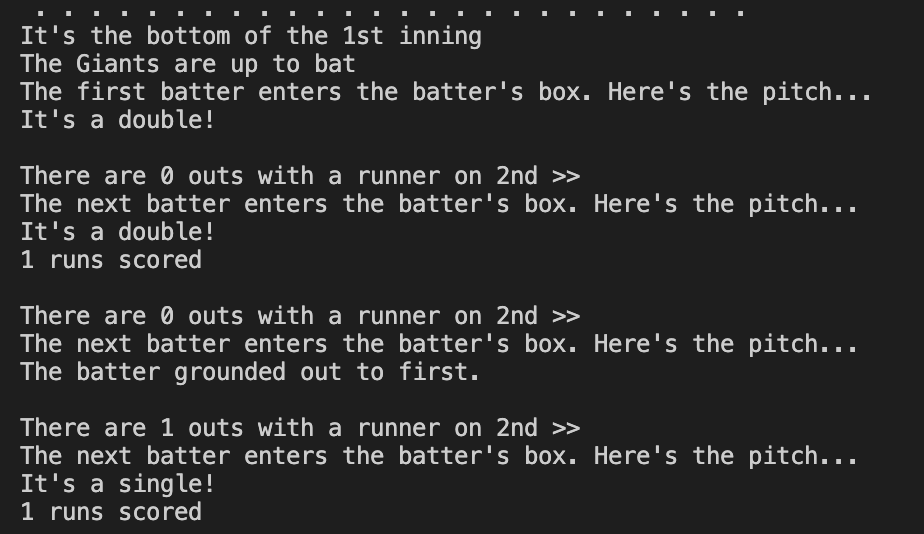 . . . . . . . . . . . . . . . . . . . . . . . . . .
It's the bottom of the 1st inning
The Giants are up to bat
The first batter enters the batter's box. Here's the pitch...
It's a double!
There are 0 outs with a runner on 2nd >>
The next batter enters the batter's box. Here's the pitch...
It's a double!
1 runs scored
There are 0 outs with a runner on 2nd >>
The next batter enters the batter's box. Here's the pitch...
The batter grounded out to first.
There are 1 outs with a runner on 2nd >>
The next batter enters the batter's box. Here's the pitch...
It's a single!
1 runs scored